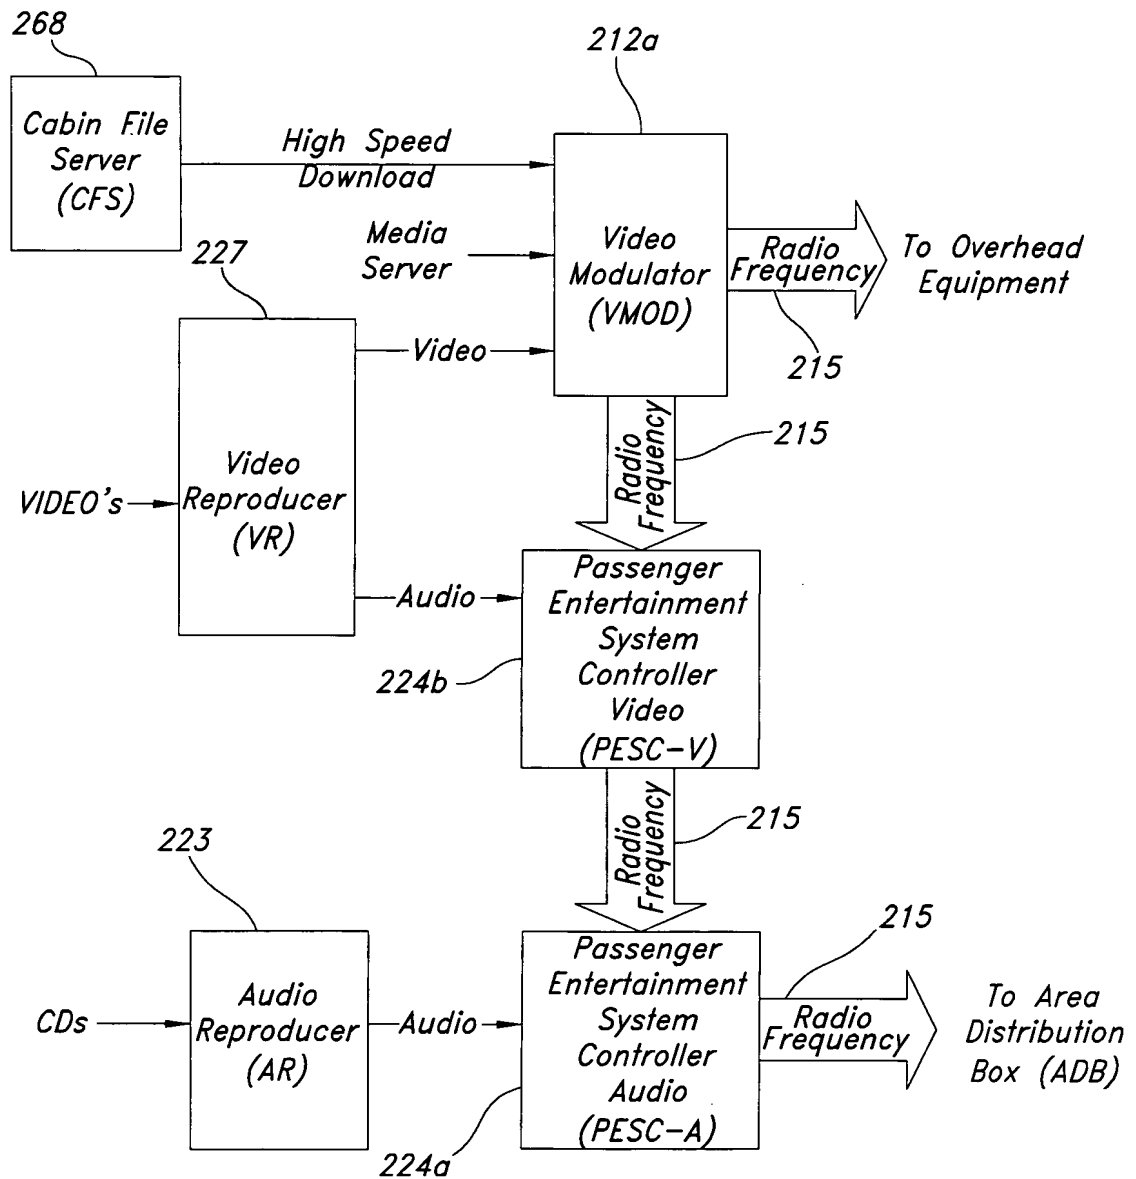 268
Cabin File
Server
(CFS)
High Speed
Download
212a
Media
Server
Video
Modulator
(VMOD)
Radio
Frequency
To Overhead
Equipment
215
227
Video
215
Radio
Frequency
VIDEO's
Video
Reproducer
(VR)
Audio
Passenger
Entertainment
System
Controller
Video
(PESC-V)
224b
215
Radio
Frequency
223
CDs
Audio
Reproducer
(AR)
Audio
Passenger
Entertainment
System
Controller
Audio
(PESC-A)
224a
215
Radio
Frequency
To Area
Distribution
Box (ADB)